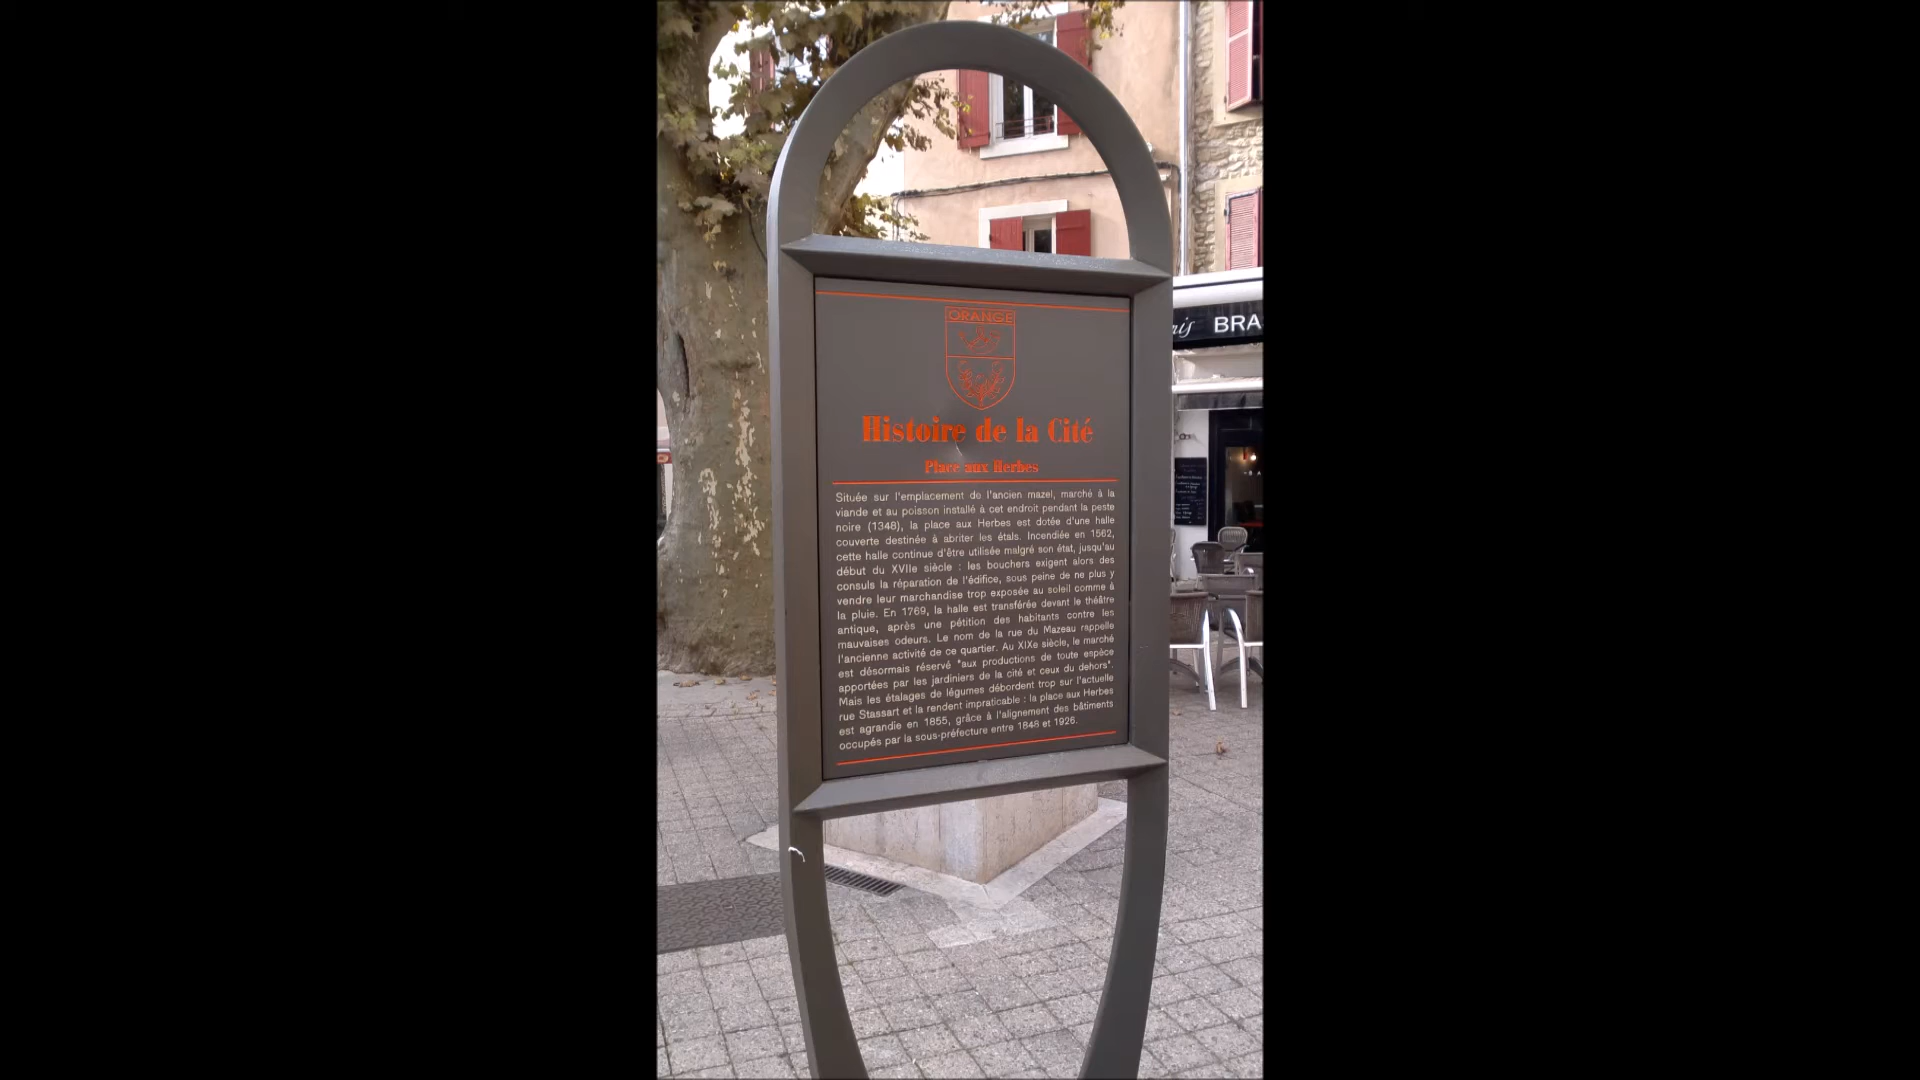 ORANGE
Histoire de la Cité
Place aux Herbes
Située sur l'emplacement de l'ancien mazel, marché à la
viande et au poisson installé à cet endroit pendant la peste
noire (1348), la place aux Herbes est dotée d'une halle
couverte destinée à abriter les étals. Incendiée en 1562,
cette halle continue d'être utilisée malgré son état, jusqu'au
début du XVIIe siècle : les bouchers exigent alors des
consuls la réparation de l'édifice, sous peine de ne plus y
vendre leur marchandise trop exposée au soleil comme à
la pluie. En 1769, la halle est transférée devant le théâtre
antique, après une pétition des habitants contre les
mauvaises odeurs. Le nom de la rue du Mazeau rappelle
l'ancienne activité de ce quartier. Au XIXe siècle, le marché
est désormais réservé "aux productions de toute espèce
apportées par les jardiniers de la cité et ceux du dehors".
Mais les étalages de légumes débordent trop sur l'actuelle
rue Stassart et la rendent impraticable : la place aux Herbes
est agrandie en 1855, grâce à l'alignement des bâtiments
occupés par la sous-préfecture entre 1848 et 1926.
BRA